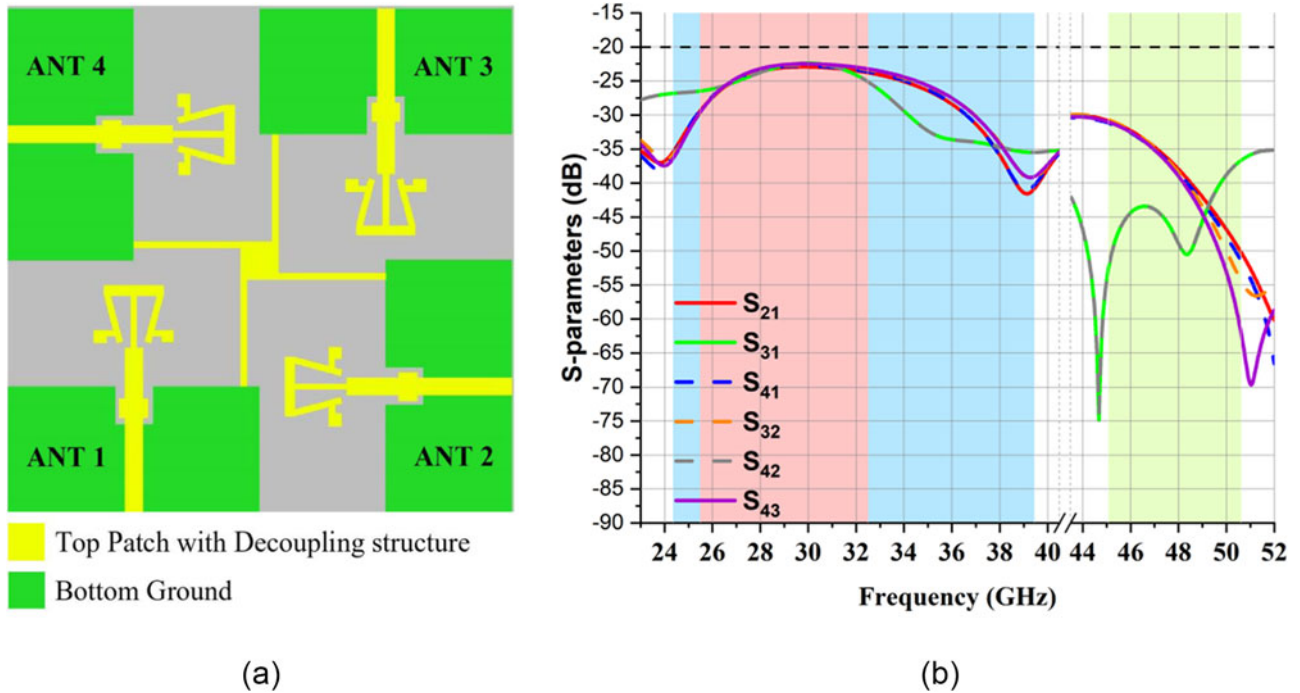 ANT 4
ANT 3
ANT 1
ANT 2
Top Patch with Decoupling structure
Bottom Ground
(a)
S-parameters (dB)
-15
-20
-25
-30
-35
-40
-45
-50
-55
-60
-65
-70
-75
-80
-85
-90
S21
S31
S41
S32
S42
S43
23 24 26 28 30 32 34 36 38 40 44 46 48 50 52
Frequency (GHz)
(b)